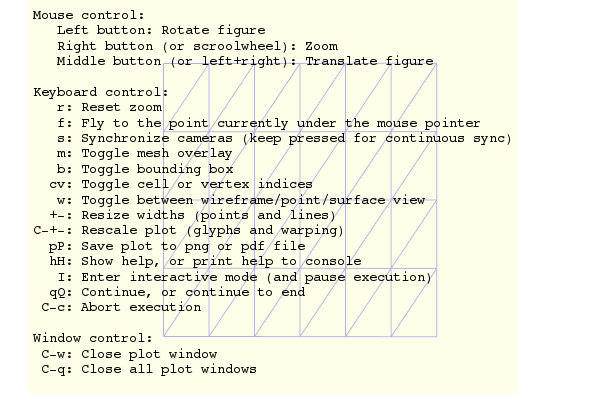 Mouse control:
Left button: Rotate figure
Right button (or scroolwheel): Zoom
Middle button (or left+right): Translate figure
Keyboard control:
r: Reset zoom
f: Fly to the point currently under the mouse pointer
s: Synchronize cameras (keep pressed for continuous sync)
m: Toggle mesh overlay
b: Toggle bounding box
cv: Toggle cell or vertex indices
w: Toggle between wireframe/point/surface view
+-: Resize widths (points and lines)
C-+-: Rescale plot (glyphs and warping)
pP: Save plot to png or pdf file
hH: Show help, or print help to console
I: Enter interactive mode (and pause execution)
qQ: Continue, or continue to end
C-c: Abort execution
Window control:
C-w: Close plot window
C-q: Close all plot windows